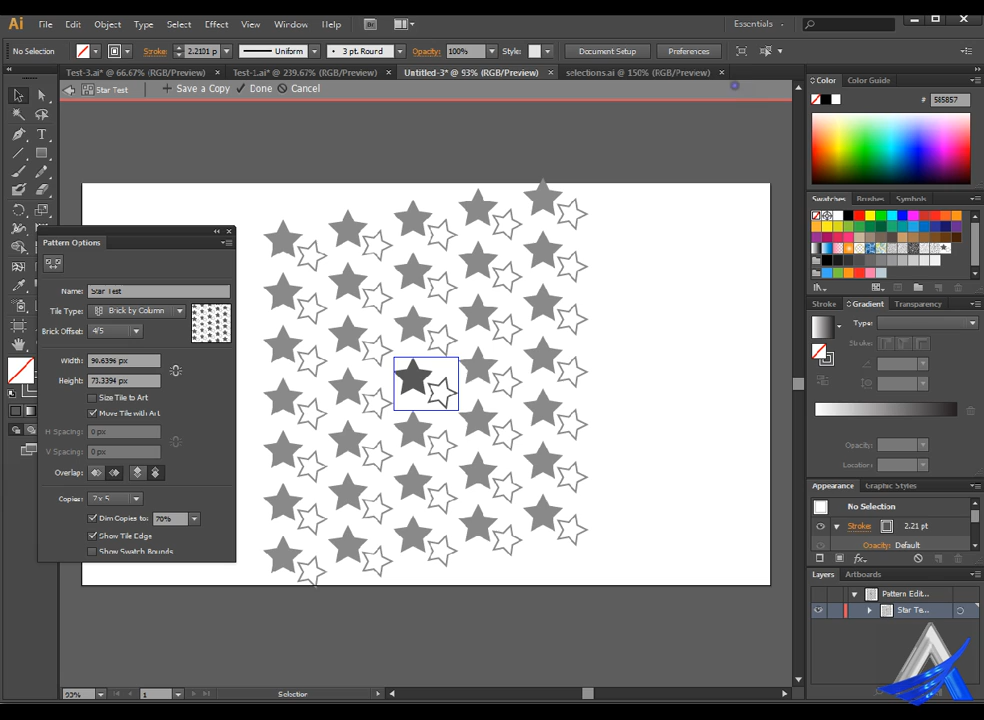 Ai File Edit Object Type Select Effect View Window Help Br Essentials
No Selection Stroke: 2.2101 p Uniform 3 pt. Round Opacity: 100% Style: Document Setup Preferences
Test-3.ai* @ 66.67% (RGB/Preview) × Test-1.ai* @ 239.67% (RGB/Preview) × Untitled-3* @ 93% (RGB/Preview) × selections.ai @ 150% (RGB/Preview) ×
Star Test + Save a Copy Done Cancel
Color Color Guide
# 585857
Swatches Brushes Symbols
Pattern Options
Name: Star Test
Tile Type: Brick by Column
Brick Offset: 4/5
Width: 90.6396 px
Height: 73.3394 px
Size Tile to Art
Move Tile with Art
H Spacing: 0 px
V Spacing: 0 px
Overlap:
Copies: 7 x 5
Dim Copies to: 70%
Show Tile Edge
Show Swatch Bounds
Stroke Gradient Transparency
Type:
Stroke:
Opacity:
Location:
Appearance Graphic Styles
No Selection
Stroke: 2.21 pt
Opacity: Default
fx
Layers Artboards
Pattern Edit...
Star Te...
93% 1 Selection